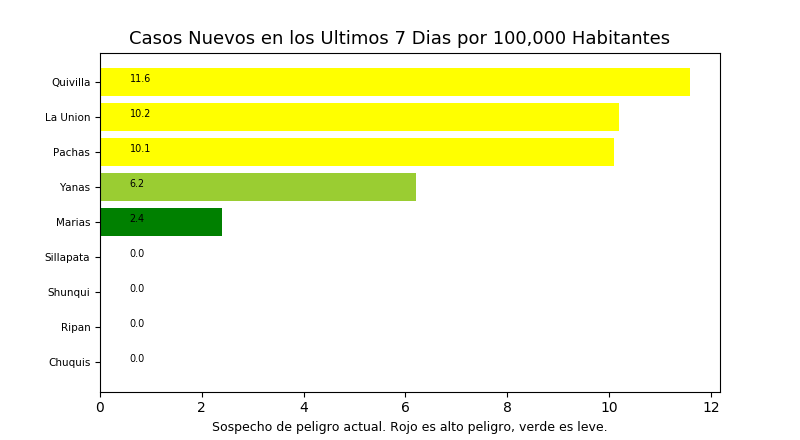 Casos Nuevos en los Ultimos 7 Dias por 100,000 Habitantes
Quivilla 11.6
La Union 10.2
Pachas 10.1
Yanas 6.2
Marias 2.4
Sillapata 0.0
Shunqui 0.0
Ripan 0.0
Chuquis 0.0
0 2 4 6 8 10 12
Sospecho de peligro actual. Rojo es alto peligro, verde es leve.